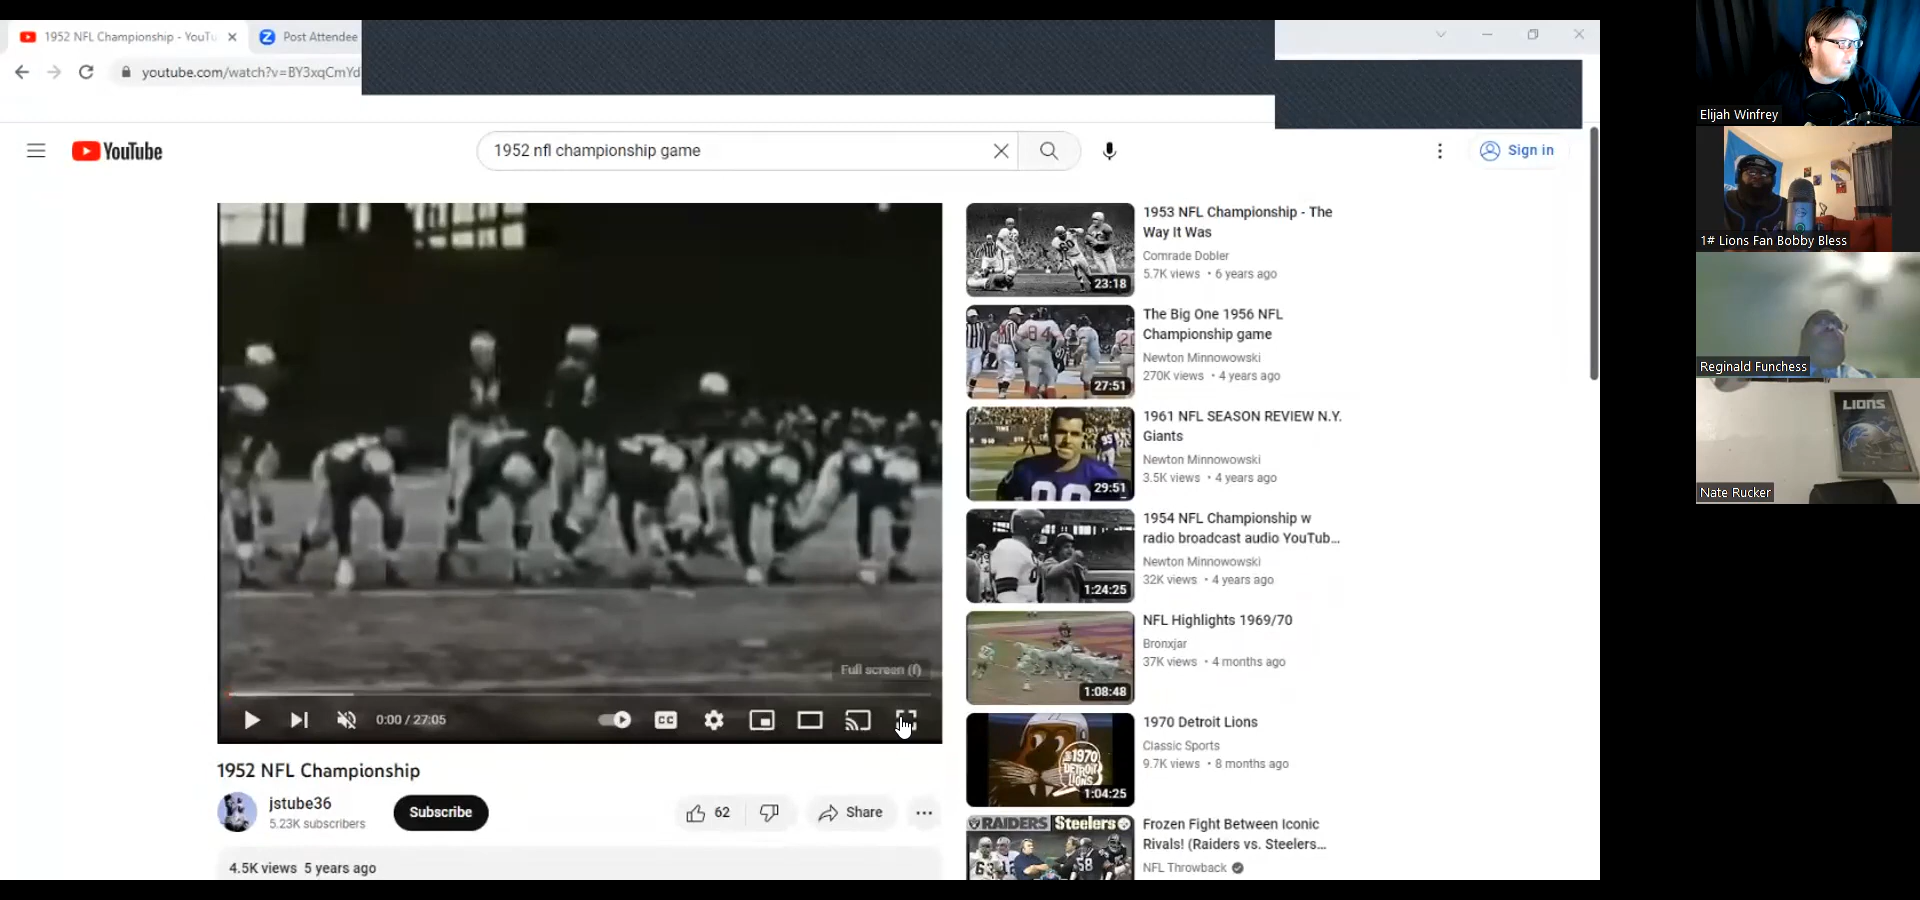 1952 NFL Championship - YouTu
Post Attendee
youtube.com/watch?v=BY3xqCmYd
YouTube
1952 nfl championship game
Sign in
Full screen (f)
0:00 / 27:05
CC
1952 NFL Championship
jstube36
5.23K subscribers
Subscribe
62
Share
4.5K views 5 years ago
23:18
1953 NFL Championship - The
Way It Was
Comrade Dobler
5.7K views • 6 years ago
84
27:51
The Big One 1956 NFL
Championship game
Newton Minnowowski
270K views • 4 years ago
29:51
1961 NFL SEASON REVIEW N.Y.
Giants
Newton Minnowowski
3.5K views • 4 years ago
1:24:25
1954 NFL Championship w
radio broadcast audio YouTub...
Newton Minnowowski
32K views • 4 years ago
1:08:48
NFL Highlights 1969/70
Bronxjar
37K views • 4 months ago
1970
DETROIT
LIONS
1:04:25
1970 Detroit Lions
Classic Sports
9.7K views • 8 months ago
RAIDERS Steelers
58
Frozen Fight Between Iconic
Rivals! (Raiders vs. Steelers...
NFL Throwback
Elijah Winfrey
1# Lions Fan Bobby Bless
Reginald Funchess
LIONS
Nate Rucker